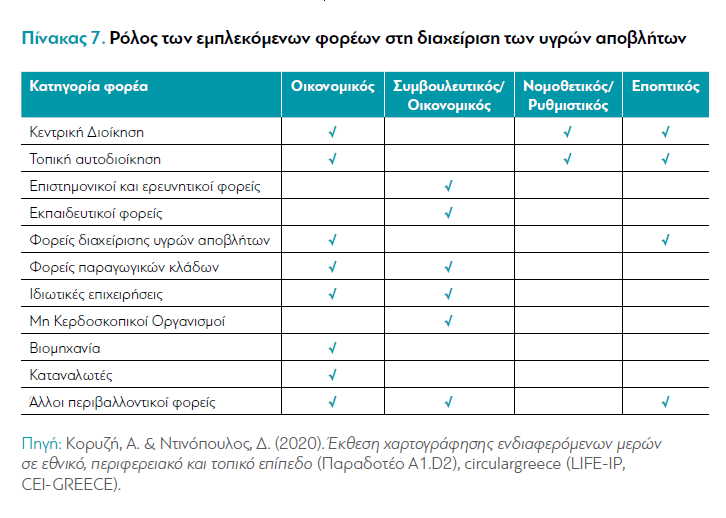 Πίνακας 7. Ρόλος των εμπλεκόμενων φορέων στη διαχείριση των υγρών αποβλήτων
Κατηγορία φορέα Οικονομικός Συμβουλευτικός/ Οικονομικός Νομοθετικός/ Ρυθμιστικός Εποπτικός
Κεντρική Διοίκηση √ √ √
Τοπική αυτοδιοίκηση √ √ √
Επιστημονικοί και ερευνητικοί φορείς √
Εκπαιδευτικοί φορείς √
Φορείς διαχείρισης υγρών αποβλήτων √ √
Φορείς παραγωγικών κλάδων √ √
Ιδιωτικές επιχειρήσεις √ √
Μη Κερδοσκοπικοί Οργανισμοί √
Βιομηχανία √
Καταναλωτές √
Άλλοι περιβαλλοντικοί φορείς √ √ √
Πηγή: Κορυζή, Α. & Ντινόπουλος, Δ. (2020). Έκθεση χαρτογράφησης ενδιαφερόμενων μερών
σε εθνικό, περιφερειακό και τοπικό επίπεδο (Παραδοτέο A1.D2), circulargreece (LIFE-IP,
CEI-GREECE).